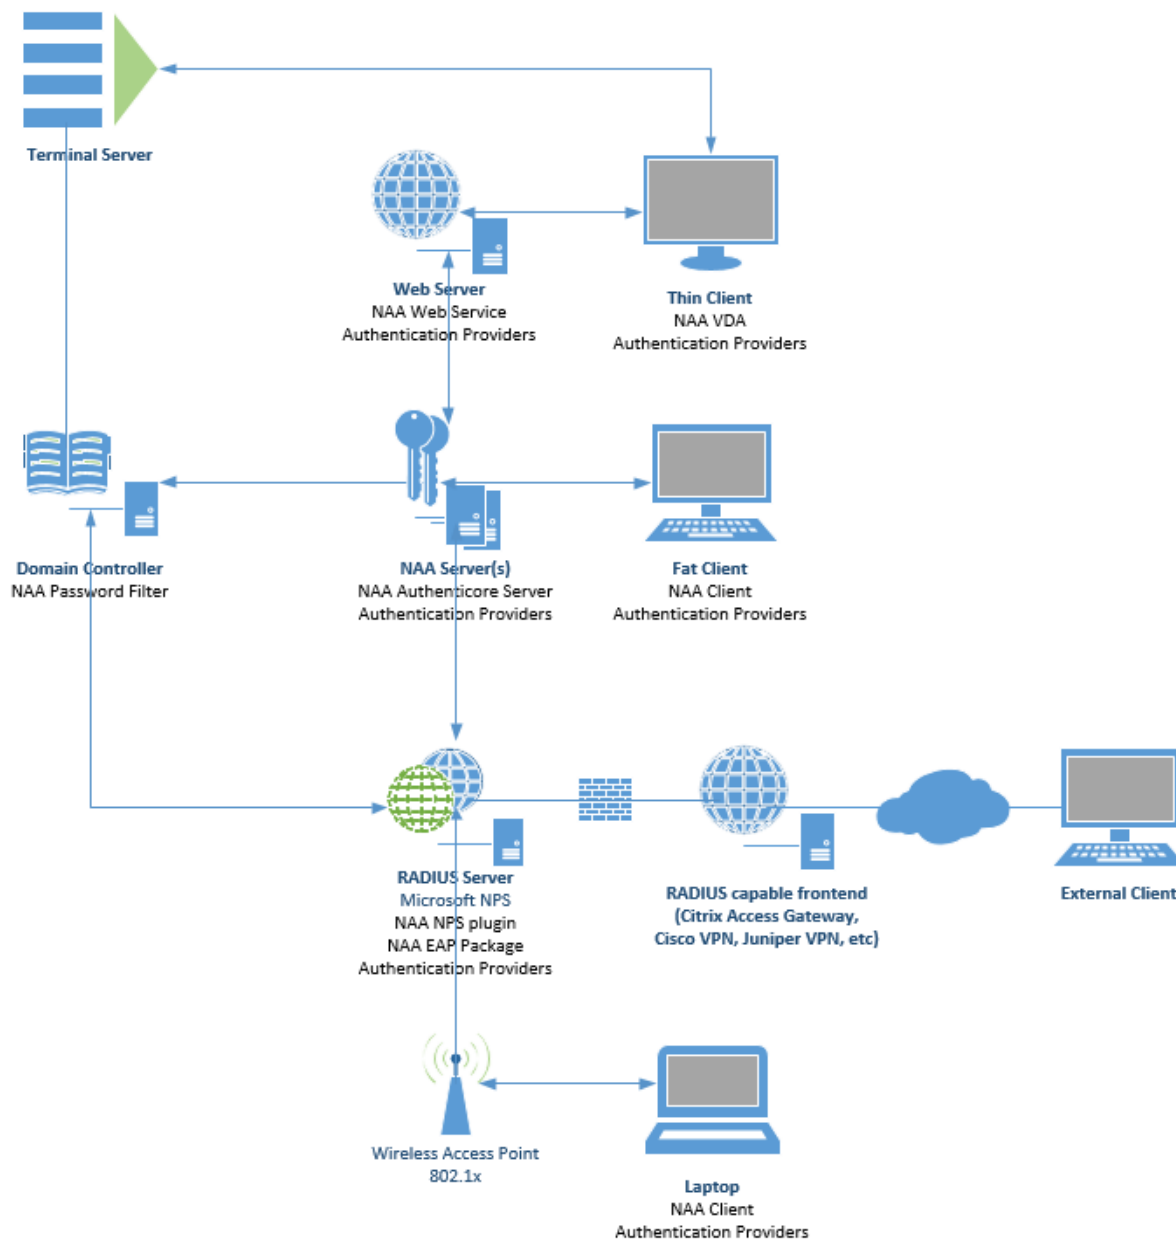 Terminal Server
Web Server
NAA Web Service
Authentication Providers
Thin Client
NAA VDA
Authentication Providers
Domain Controller
NAA Password Filter
NAA Server(s)
NAA Authenticore Server
Authentication Providers
Fat Client
NAA Client
Authentication Providers
RADIUS Server
Microsoft NPS
NAA NPS plugin
NAA EAP Package
Authentication Providers
RADIUS capable frontend
(Citrix Access Gateway,
Cisco VPN, Juniper VPN, etc)
External Client
Wireless Access Point
802.1x
Laptop
NAA Client
Authentication Providers